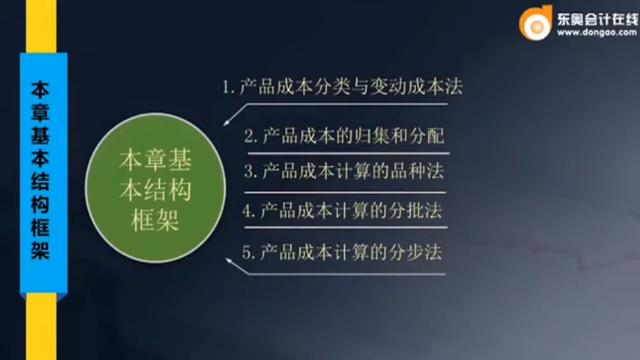 东奥会计在线
www.dongao.com
本章基本结构框架
本章基
本结构
框架
1.产品成本分类与变动成本法
2.产品成本的归集和分配
3.产品成本计算的品种法
4.产品成本计算的分批法
5.产品成本计算的分步法